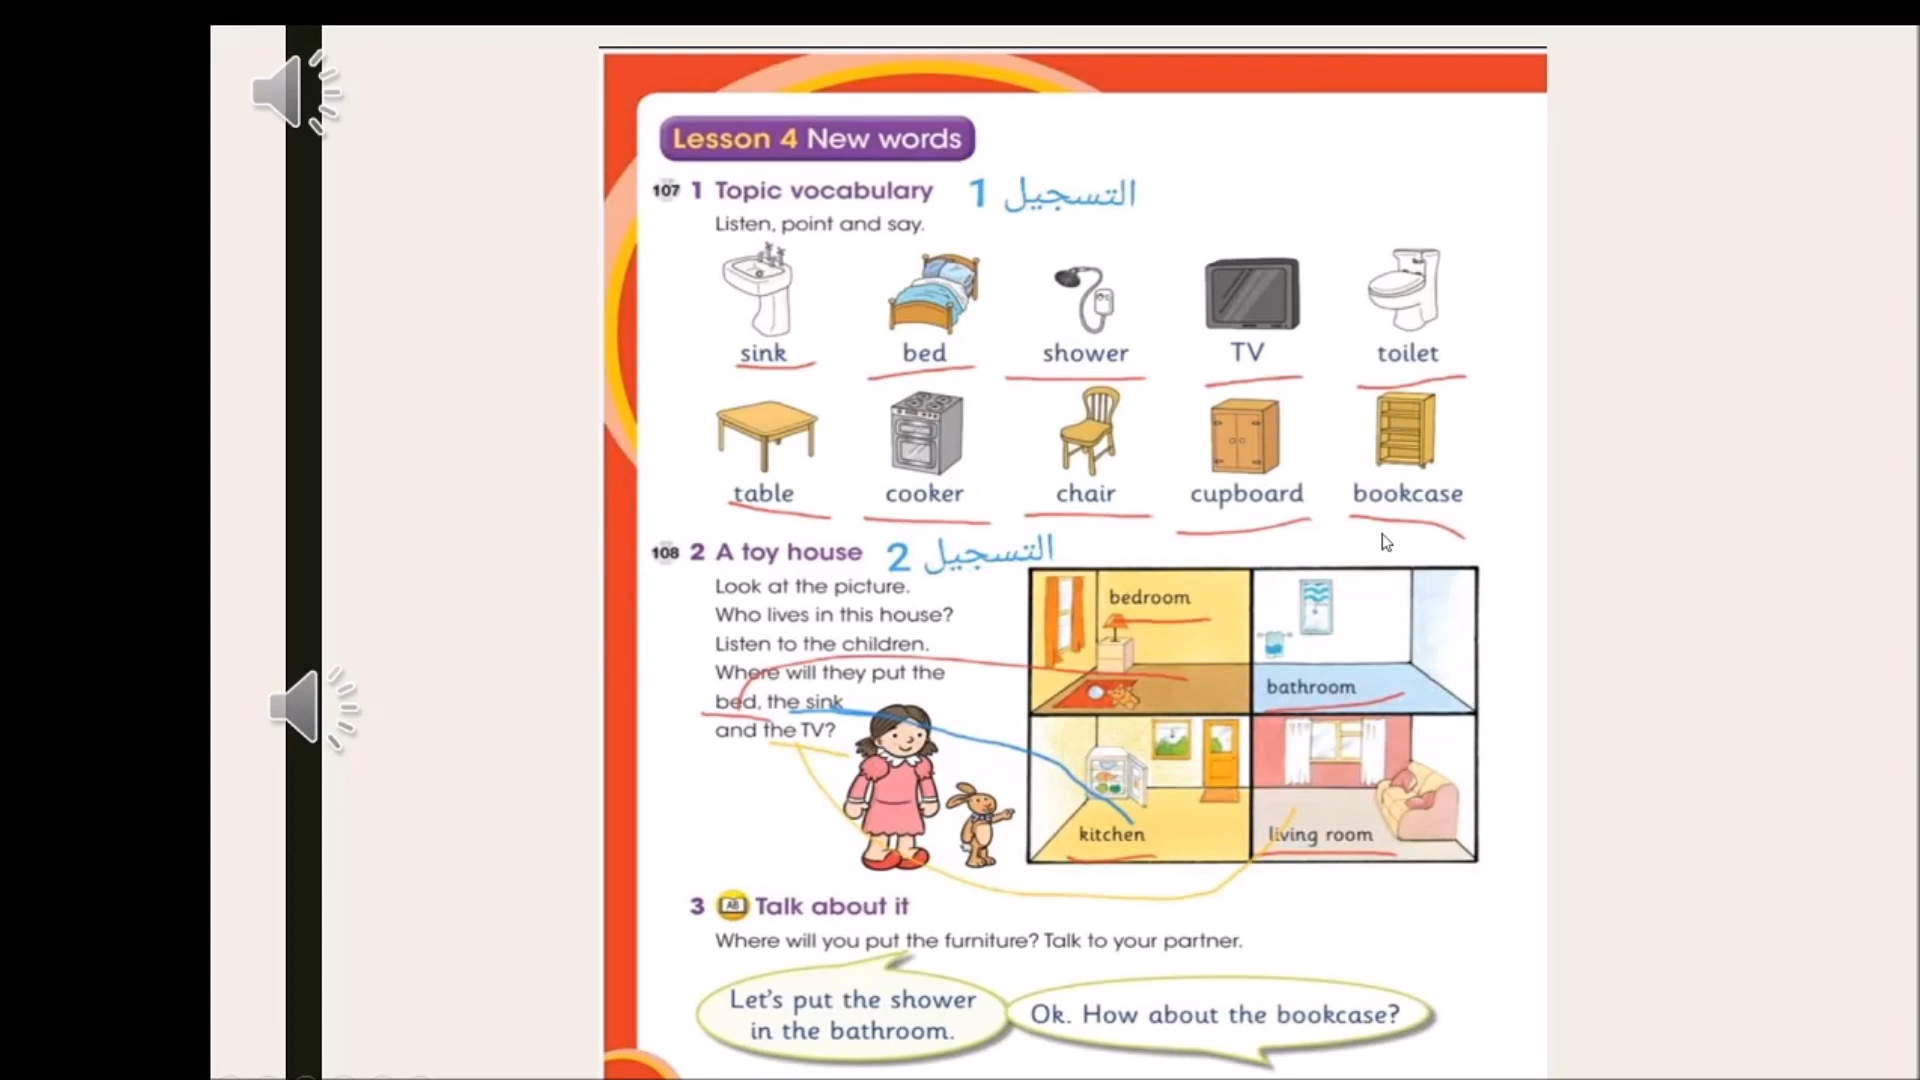 Lesson 4 New words
107 1 Topic vocabulary التسجيل 1
Listen, point and say.
sink bed shower TV toilet
table cooker chair cupboard bookcase
108 2 A toy house التسجيل 2
Look at the picture.
Who lives in this house?
Listen to the children.
Where will they put the
bed, the sink
and the TV?
bedroom
bathroom
kitchen
living room
3 AB Talk about it
Where will you put the furniture? Talk to your partner.
Let's put the shower
in the bathroom.
Ok. How about the bookcase?